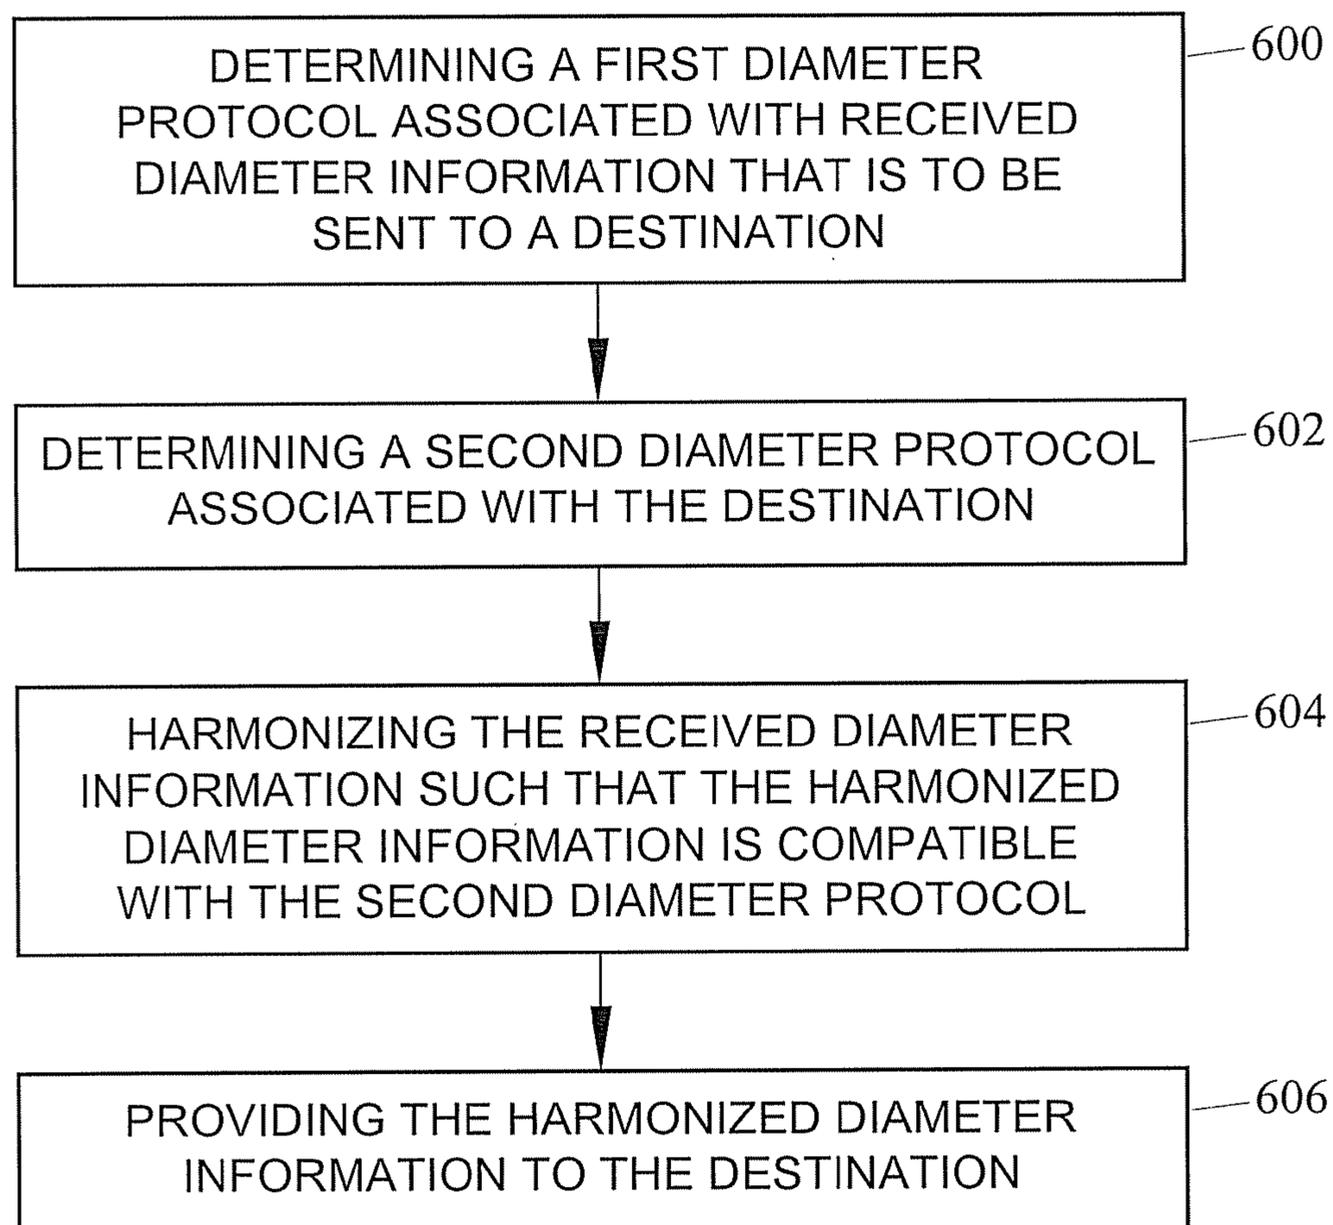 DETERMINING A FIRST DIAMETER
PROTOCOL ASSOCIATED WITH RECEIVED
DIAMETER INFORMATION THAT IS TO BE
SENT TO A DESTINATION
600
DETERMINING A SECOND DIAMETER PROTOCOL
ASSOCIATED WITH THE DESTINATION
602
HARMONIZING THE RECEIVED DIAMETER
INFORMATION SUCH THAT THE HARMONIZED
DIAMETER INFORMATION IS COMPATIBLE
WITH THE SECOND DIAMETER PROTOCOL
604
PROVIDING THE HARMONIZED DIAMETER
INFORMATION TO THE DESTINATION
606